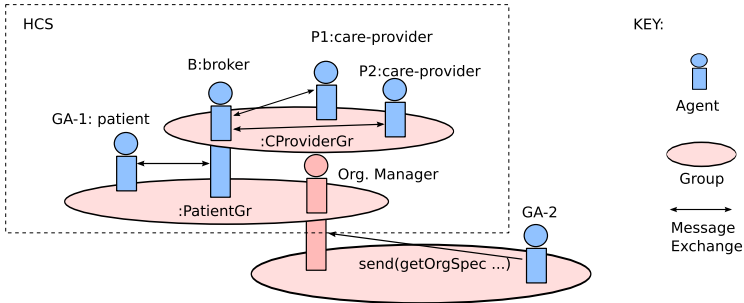 HCS
KEY:
P1:care-provider
B:broker
P2:care-provider
Agent
GA-1: patient
:CProviderGr
Org. Manager
Group
:PatientGr
GA-2
Message
Exchange
send(getOrgSpec ...)